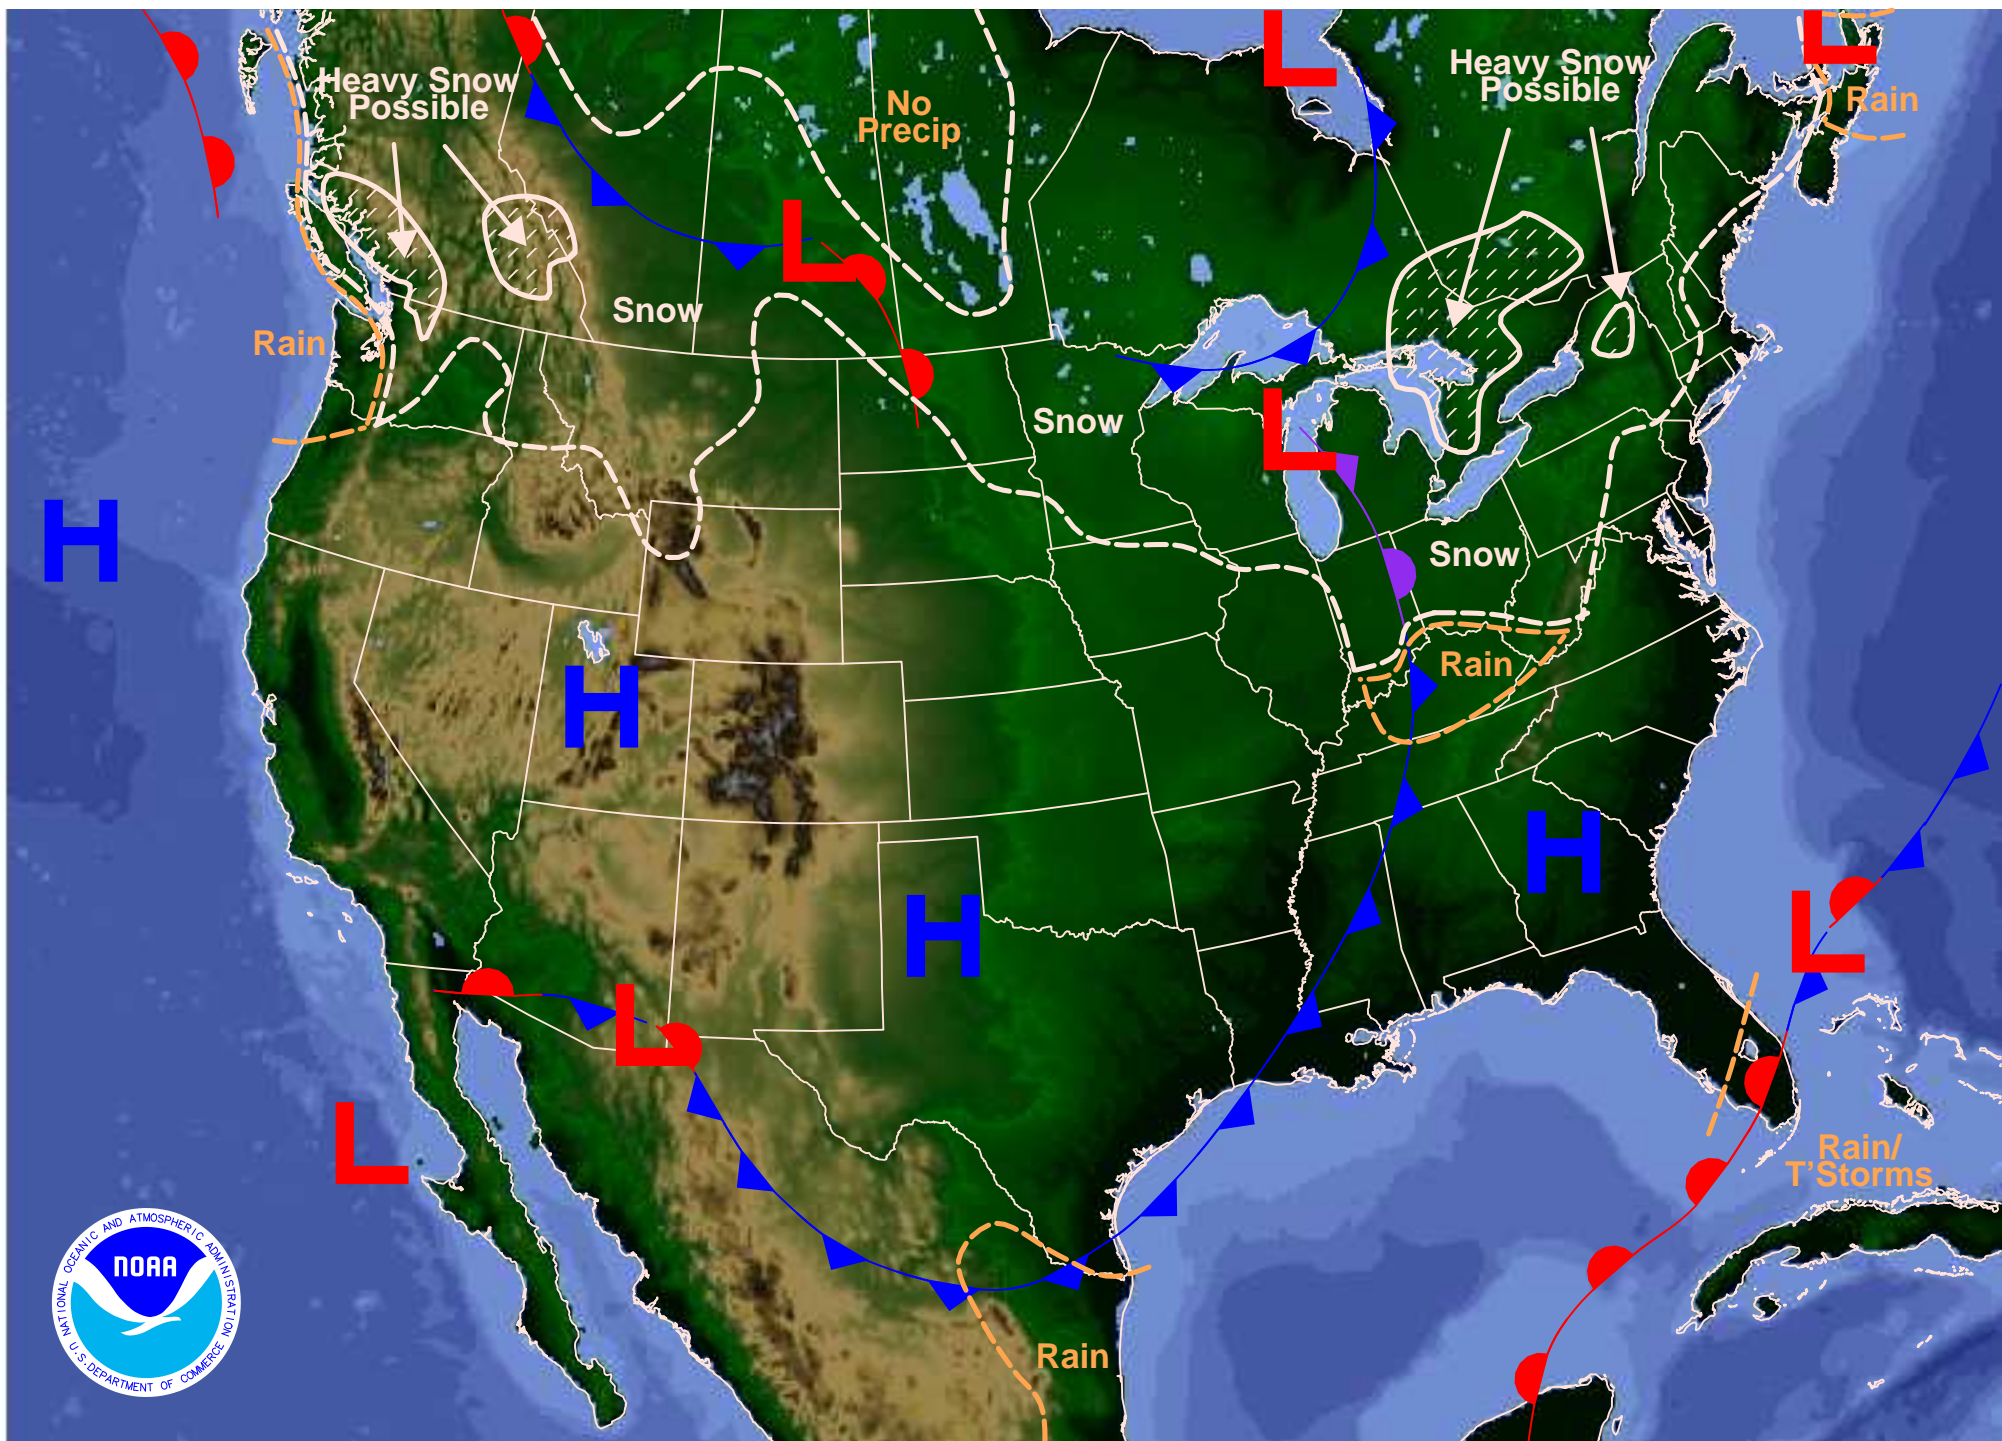 L
L
Heavy Snow
Possible
No
Precip
Heavy Snow
Possible
Rain
L
Snow
Rain
Snow
L
H
Snow
Rain
H
H
H
L
L
L
Rain/
T'Storms
Rain
NATIONAL OCEANIC AND ATMOSPHERIC ADMINISTRATION
NOAA
U.S. DEPARTMENT OF COMMERCE